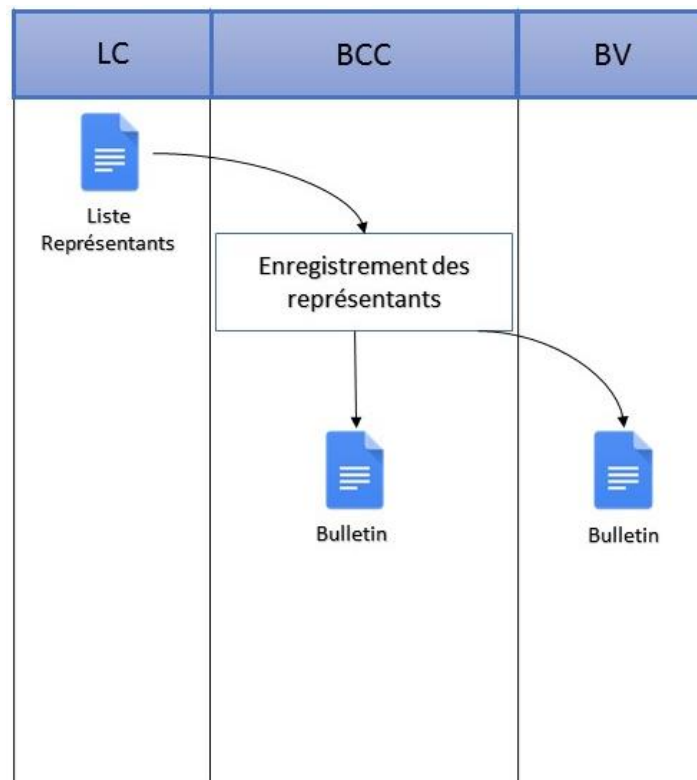 LC
BCC
BV
Liste
Représentants
Enregistrement des
représentants
Bulletin
Bulletin